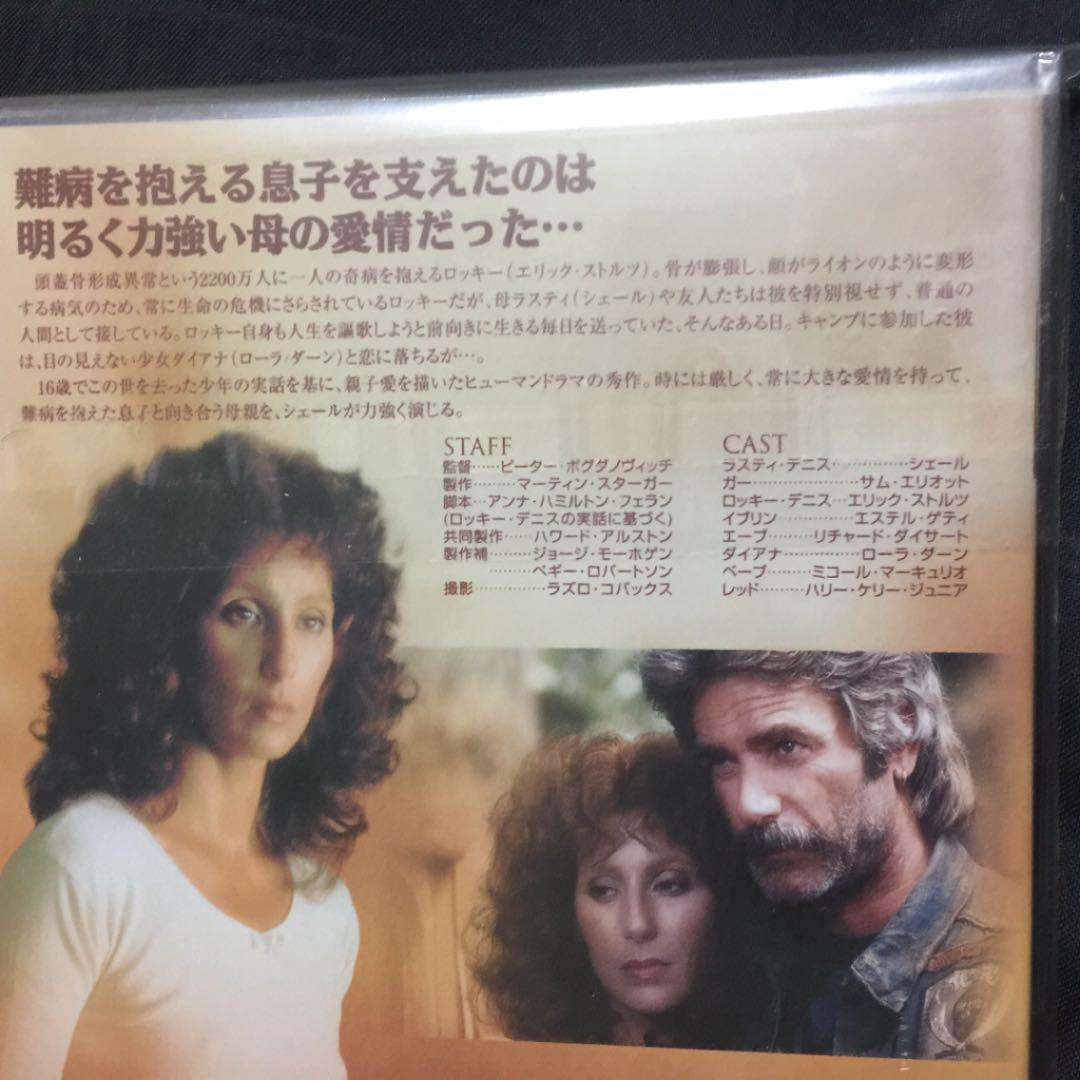 難病を抱える息子を支えたのは
明るく力強い母の愛情だった…
頭蓋骨形成異常という2200万人に一人の奇病を抱えるロッキー(エリック・ストルツ)。骨が膨張し、顔がライオンのように変形
する病気のため、常に生命の危機にさらされているロッキーだが、母ラスティ(シェール)や友人たちは彼を特別視せず、普通の
人間として接している。ロッキー自身も人生を謳歌しようと前向きに生きる毎日を送っていた、そんなある日。キャンプに参加した彼
は、目の見えない少女ダイアナ(ローラ・ダーン)と恋に落ちるが…。
16歳でこの世を去った少年の実話を基に、親子愛を描いたヒューマンドラマの秀作。時には厳しく、常に大きな愛情を持って、
難病を抱えた息子と向き合う母親を、シェールが力強く演じる。
STAFF
監督……ピーター・ボグダノヴィッチ
製作………マーティン・スターガー
脚本…アンナ・ハミルトン・フェラン
(ロッキー・デニスの実話に基づく)
共同製作……ハワード・アルストン
製作補………ジョージ・モーホゲン
………ペギー・ロバートソン
撮影……………ラズロ・コバックス
CAST
ラスティ・デニス……………シェール
ガー……………サム・エリオット
ロッキー・デニス…エリック・ストルツ
イブリン……………エステル・ゲティ
エーブ………リチャード・ダイサート
ダイアナ……………ローラ・ダーン
ベーブ………ミコール・マーキュリオ
レッド………ハリー・ケリー・ジュニア